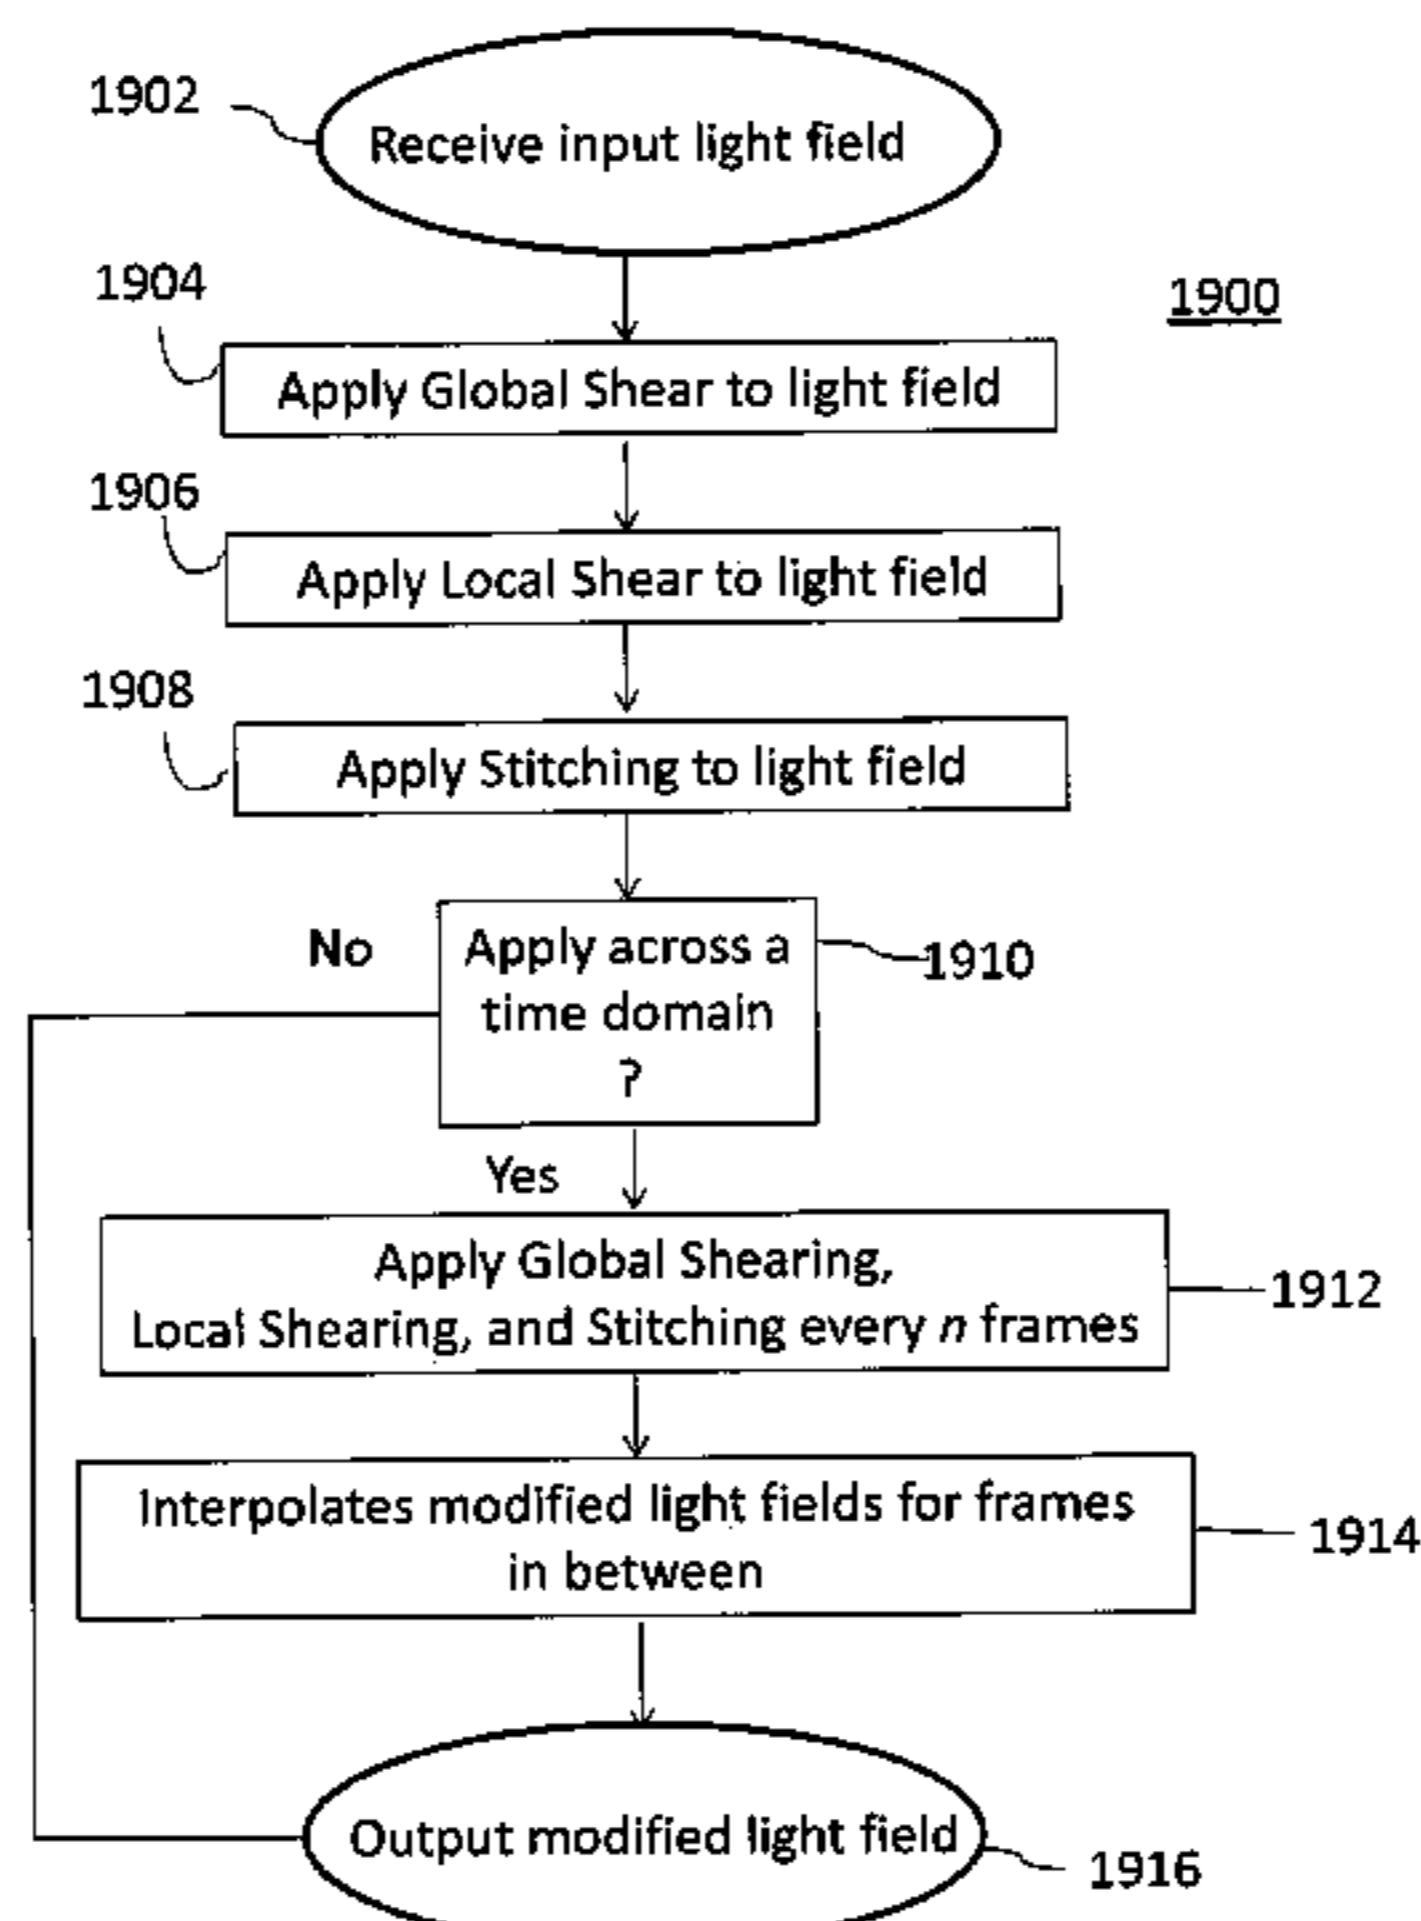 1902
Receive input light field
1904
1900
Apply Global Shear to light field
1906
Apply Local Shear to light field
1908
Apply Stitching to light field
No
Apply across a
time domain
?
1910
Yes
Apply Global Shearing,
Local Shearing, and Stitching every n frames
1912
Interpolates modified light fields for frames
in between
1914
Output modified light field
1916